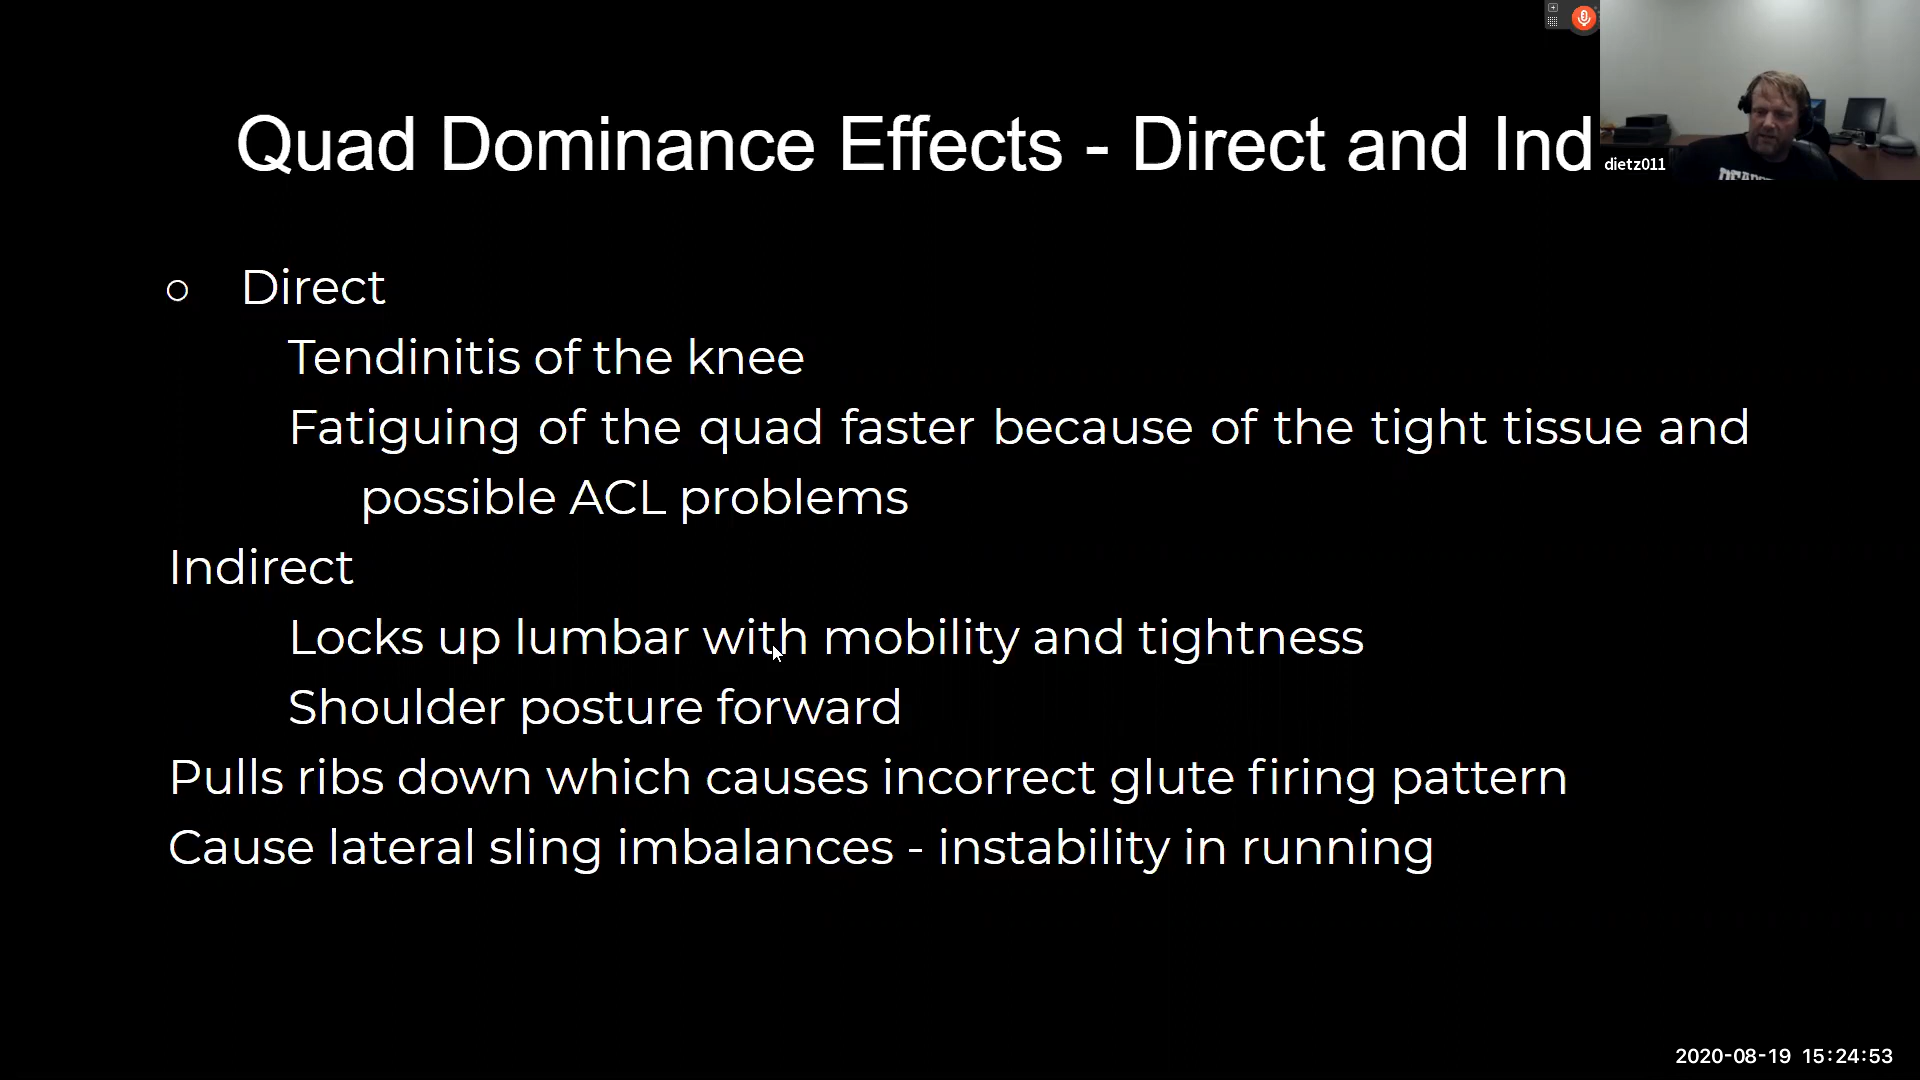 Quad Dominance Effects - Direct and Ind
dietz011
Direct
Tendinitis of the knee
Fatiguing of the quad faster because of the tight tissue and
possible ACL problems
Indirect
Locks up lumbar with mobility and tightness
Shoulder posture forward
Pulls ribs down which causes incorrect glute firing pattern
Cause lateral sling imbalances - instability in running
2020-08-19 15:24:53